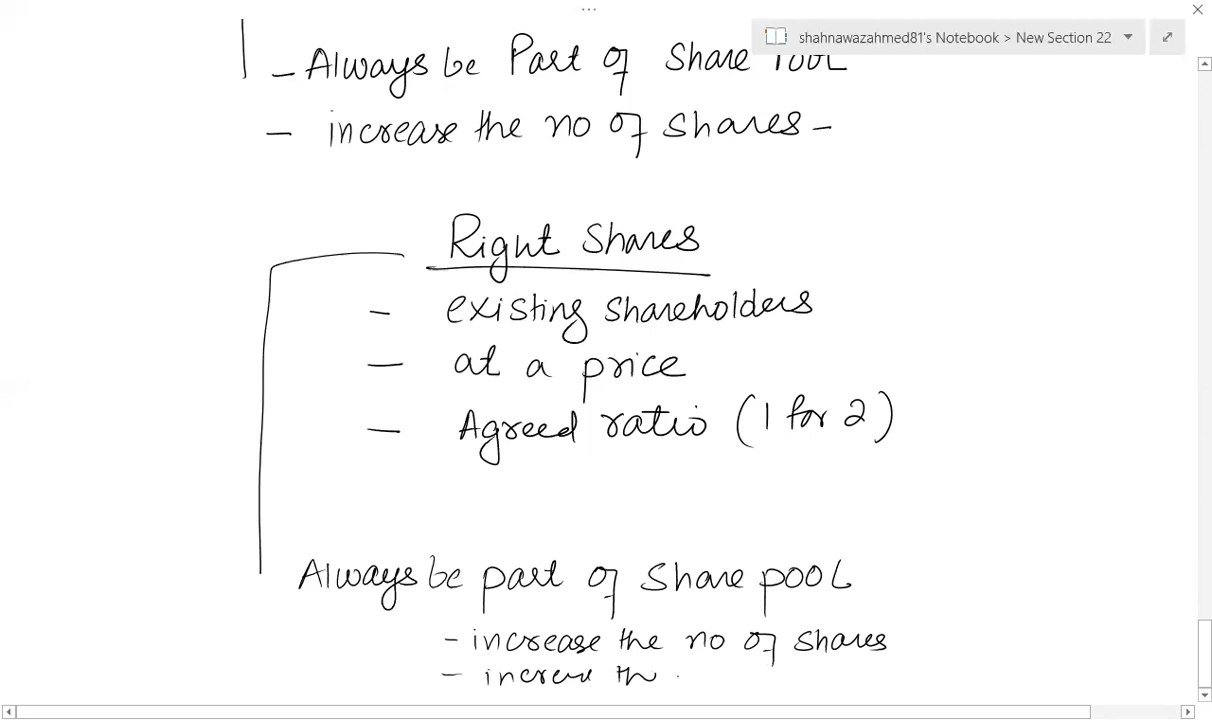 shahnawazahmed81's Notebook > New Section 22
- Always be Part of Share Pool
- increase the no of shares -
Right Shares
- existing shareholders
- at a price
- Agreed ratio (1 for 2)
Always be part of Share pool
- increase the no of shares
- increase th